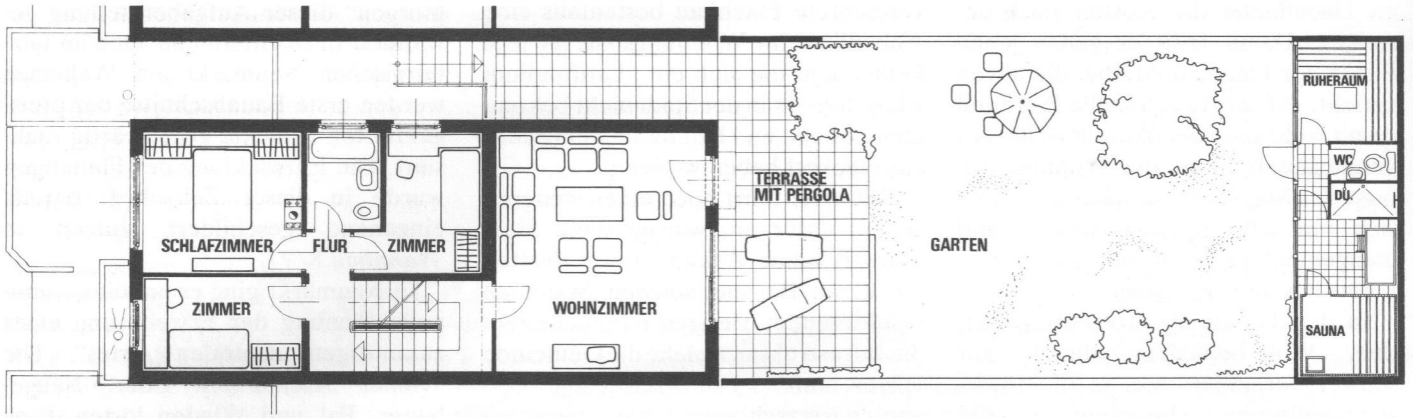 RUHERAUM
WC
DU.
TERRASSE
MIT PERGOLA
SCHLAFZIMMER
FLUR
ZIMMER
GARTEN
ZIMMER
WOHNZIMMER
SAUNA